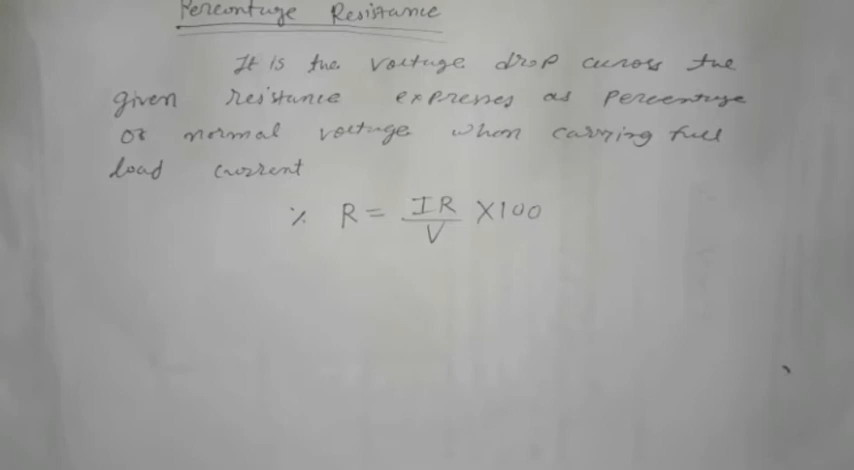 Percentage Resistance
It is the voltage drop across the
given resistance expresses as percentage
of normal voltage when carrying full
load current
% R = IR/V X100